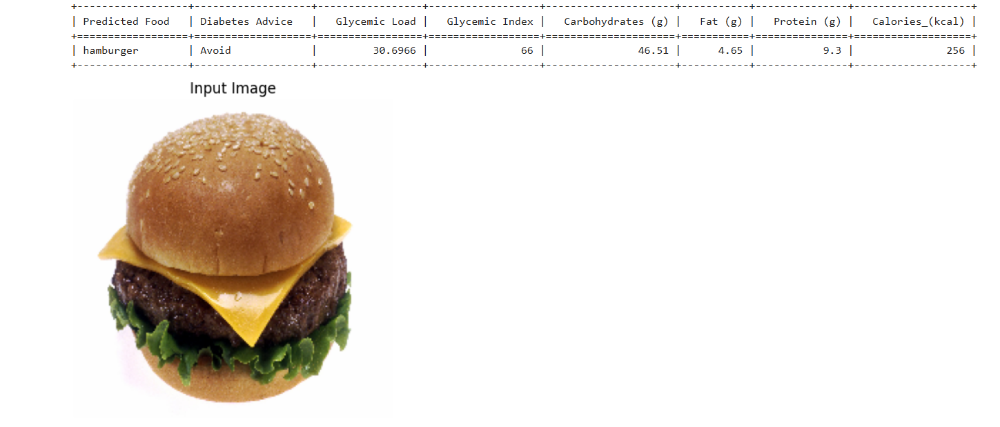 +------------------+-------------------+-----------------+------------------+---------------------+-----------+---------------+------------------+
| Predicted Food   | Diabetes Advice   |   Glycemic Load |   Glycemic Index |   Carbohydrates (g) |   Fat (g) |   Protein (g) |   Calories_(kcal) |
+==================+===================+=================+==================+=====================+===========+===============+===================+
| hamburger        | Avoid             |         30.6966 |               66 |               46.51 |      4.65 |           9.3 |               256 |
+------------------+-------------------+-----------------+------------------+---------------------+-----------+---------------+------------------+
Input Image